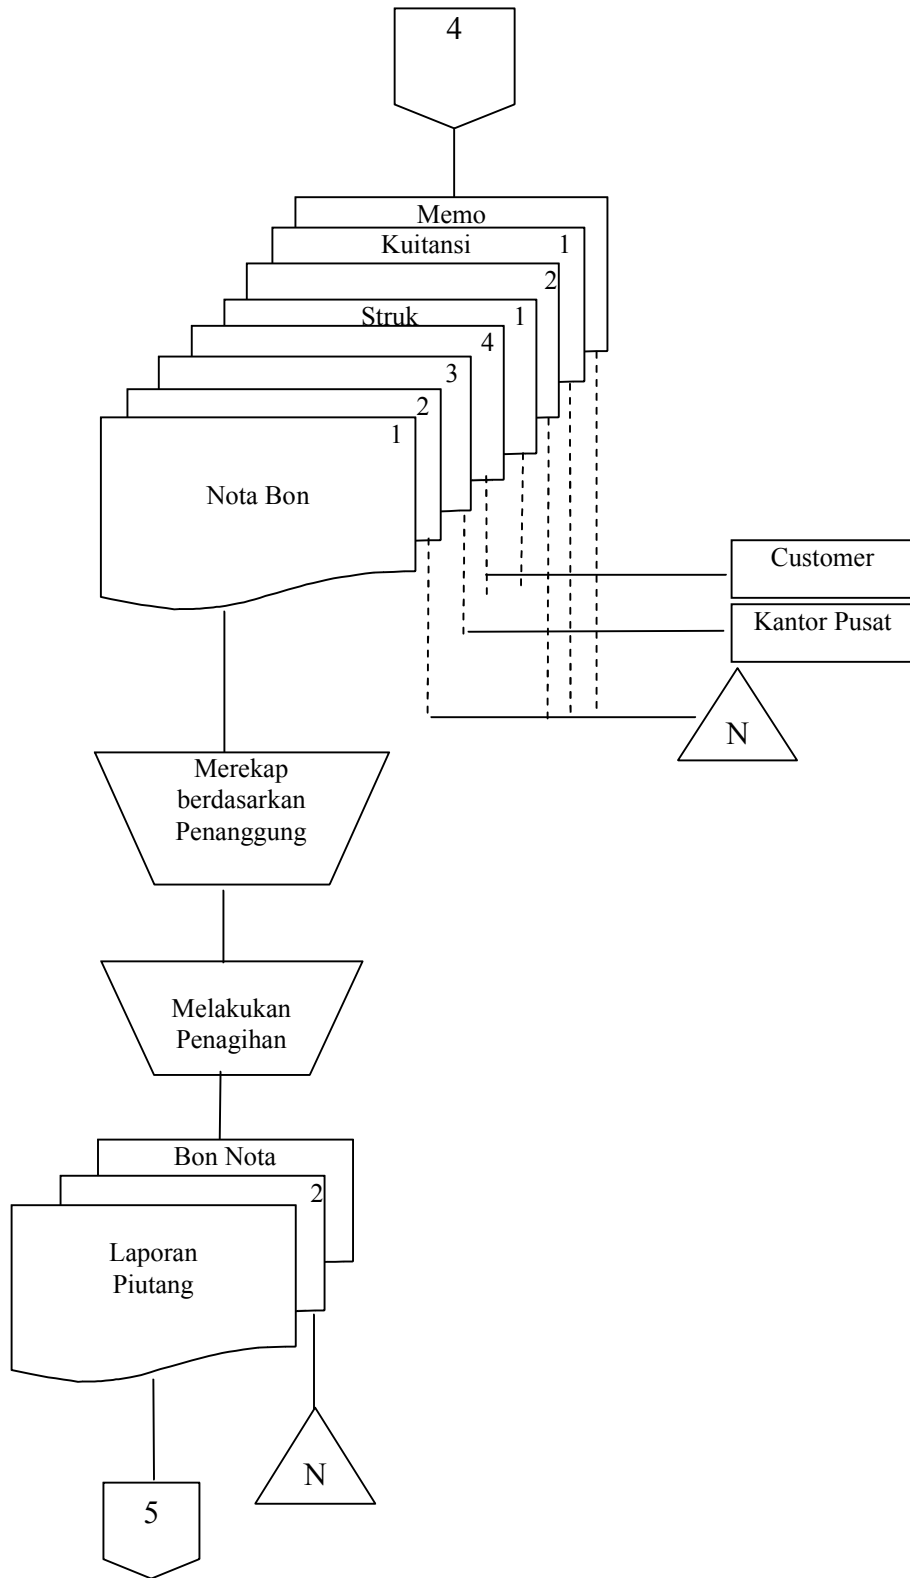 4
Memo
Kuitansi 1
2
Struk 1
4
3
2
1
Nota Bon
Customer
Kantor Pusat
N
Merekap
berdasarkan
Penanggung
Melakukan
Penagihan
Bon Nota
2
Laporan
Piutang
N
5